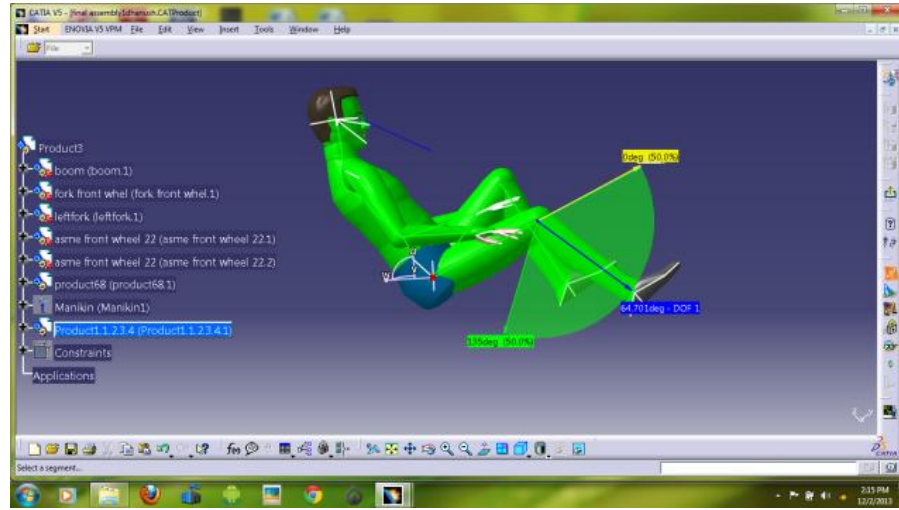 CATIA V5 - [final assembly1dhanush.CATProduct]
Start ENOVIA V5 VPM File Edit View Insert Tools Window Help
File
Product3
boom (boom.1)
fork front whel (fork front whel.1)
leftfork (leftfork.1)
asme front wheel 22 (asme front wheel 22.1)
asme front wheel 22 (asme front wheel 22.2)
product68 (product68.1)
Manikin (Manikin1)
Product1.1.2.3.4 (Product1.1.2.3.4.1)
Constraints
Applications
0deg (50,0%)
64,701deg - DOF 1
135deg (50,0%)
W
V
CATIA
Select a segment...
2:15 PM
12/2/2013